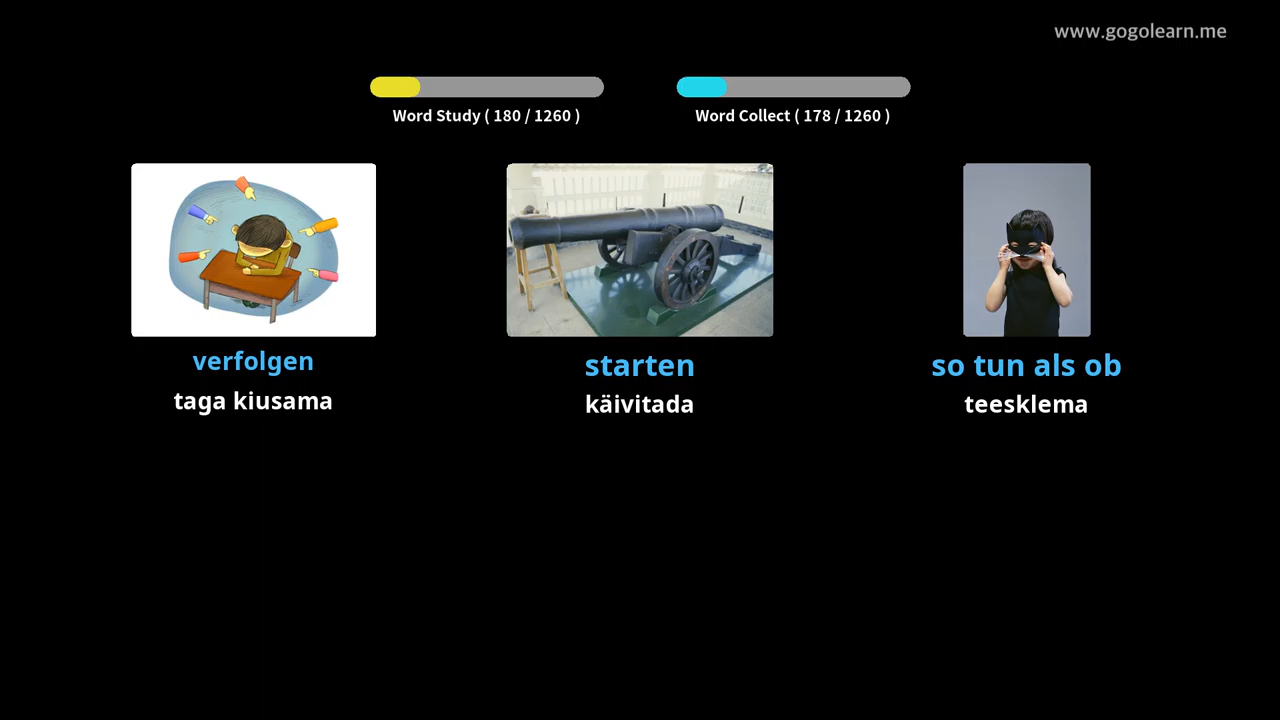 www.gogolearn.me
Word Study ( 180 / 1260 )
Word Collect ( 178 / 1260 )
verfolgen
taga kiusama
starten
käivitada
so tun als ob
teesklema